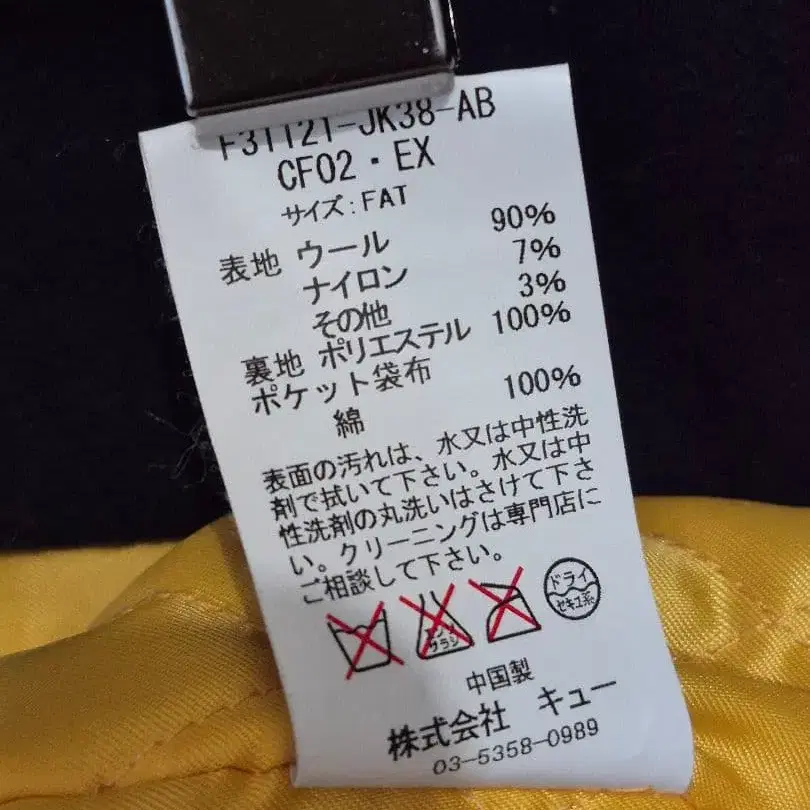 F31121-JK38-AB
CF02・EX
サイズ:FAT
表地 ウール 90%
ナイロン 7%
その他 3%
裏地 ポリエステル 100%
ポケット袋布
綿 100%
表面の汚れは、水又は中性洗
剤で拭いて下さい。水又は中
性洗剤の丸洗いはさけて下さ
い。クリーニングは専門店に
ご相談して下さい。
エンソ
サラシ
ドライ
セキユ系
中国製
株式会社 キュー
03-5358-0989